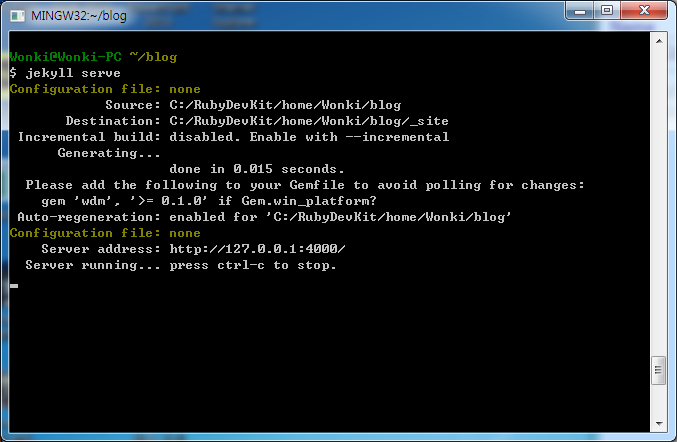 MINGW32:~/blog
Wonki@Wonki-PC ~/blog
$ jekyll serve
Configuration file: none
Source: C:/RubyDevKit/home/Wonki/blog
Destination: C:/RubyDevKit/home/Wonki/blog/_site
Incremental build: disabled. Enable with --incremental
Generating...
done in 0.015 seconds.
Please add the following to your Gemfile to avoid polling for changes:
gem 'wdm', '>= 0.1.0' if Gem.win_platform?
Auto-regeneration: enabled for 'C:/RubyDevKit/home/Wonki/blog'
Configuration file: none
Server address: http://127.0.0.1:4000/
Server running... press ctrl-c to stop.